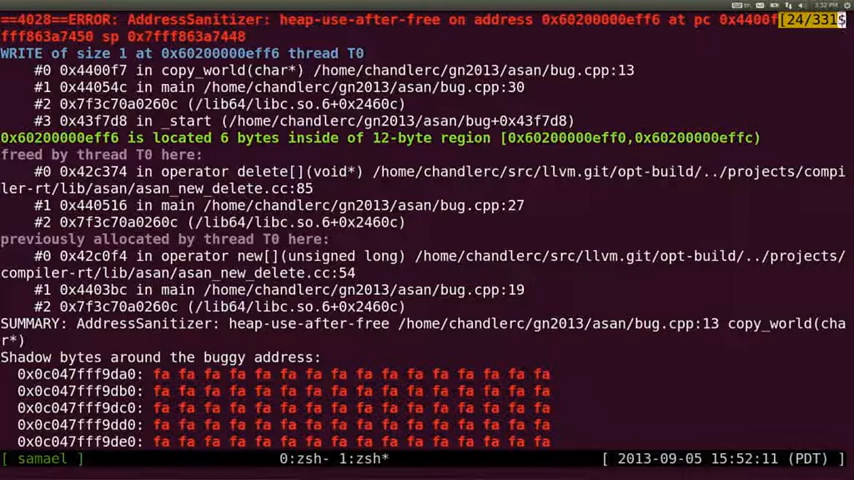 3:52 PM
==4028==ERROR: AddressSanitizer: heap-use-after-free on address 0x60200000eff6 at pc 0x4400f[24/331$
fff863a7450 sp 0x7fff863a7448
WRITE of size 1 at 0x60200000eff6 thread T0
#0 0x4400f7 in copy_world(char*) /home/chandlerc/gn2013/asan/bug.cpp:13
#1 0x44054c in main /home/chandlerc/gn2013/asan/bug.cpp:30
#2 0x7f3c70a0260c (/lib64/libc.so.6+0x2460c)
#3 0x43f7d8 in _start (/home/chandlerc/gn2013/asan/bug+0x43f7d8)
0x60200000eff6 is located 6 bytes inside of 12-byte region [0x60200000eff0,0x60200000effc)
freed by thread T0 here:
#0 0x42c374 in operator delete[](void*) /home/chandlerc/src/llvm.git/opt-build/../projects/compi
ler-rt/lib/asan/asan_new_delete.cc:85
#1 0x440516 in main /home/chandlerc/gn2013/asan/bug.cpp:27
#2 0x7f3c70a0260c (/lib64/libc.so.6+0x2460c)
previously allocated by thread T0 here:
#0 0x42c0f4 in operator new[](unsigned long) /home/chandlerc/src/llvm.git/opt-build/../projects/
compiler-rt/lib/asan/asan_new_delete.cc:54
#1 0x4403bc in main /home/chandlerc/gn2013/asan/bug.cpp:19
#2 0x7f3c70a0260c (/lib64/libc.so.6+0x2460c)
SUMMARY: AddressSanitizer: heap-use-after-free /home/chandlerc/gn2013/asan/bug.cpp:13 copy_world(cha
r*)
Shadow bytes around the buggy address:
0x0c047fff9da0: fa fa fa fa fa fa fa fa fa fa fa fa fa fa fa fa
0x0c047fff9db0: fa fa fa fa fa fa fa fa fa fa fa fa fa fa fa fa
0x0c047fff9dc0: fa fa fa fa fa fa fa fa fa fa fa fa fa fa fa fa
0x0c047fff9dd0: fa fa fa fa fa fa fa fa fa fa fa fa fa fa fa fa
0x0c047fff9de0: fa fa fa fa fa fa fa fa fa fa fa fa fa fa fa fa
[ samael ] 0:zsh- 1:zsh* [ 2013-09-05 15:52:11 (PDT) ]